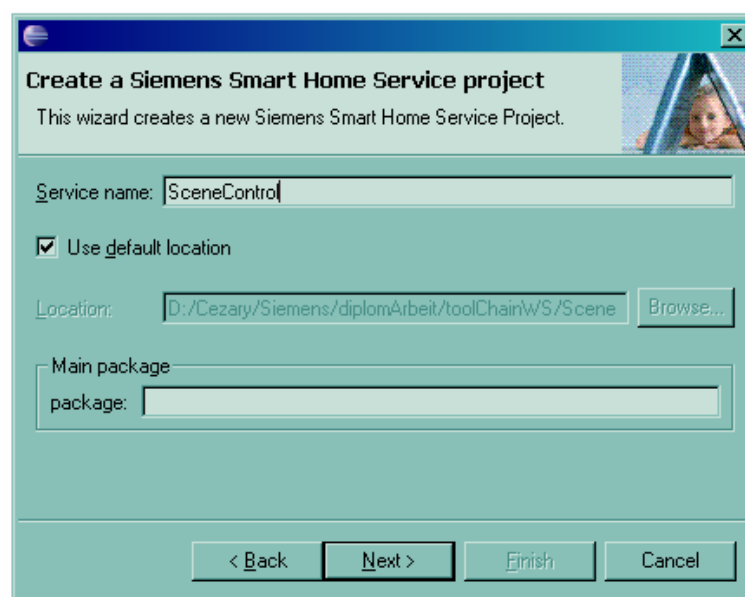 Create a Siemens Smart Home Service project
This wizard creates a new Siemens Smart Home Service Project.
Service name: SceneControl
Use default location
Location: D:/Cezary/Siemens/diplomArbeit/toolChainWS/Scene Browse...
Main package
package:
< Back Next > Finish Cancel